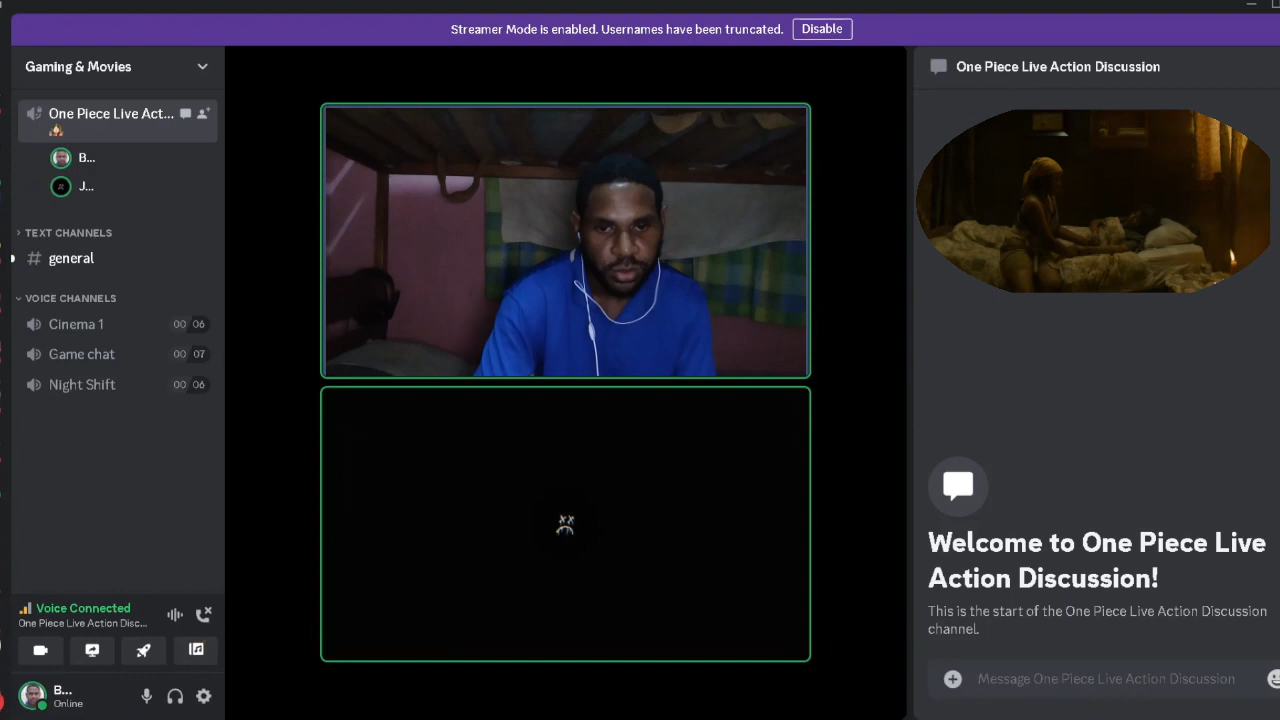 Streamer Mode is enabled. Usernames have been truncated.
Disable
Gaming & Movies
One Piece Live Act...
B...
J...
TEXT CHANNELS
general
VOICE CHANNELS
Cinema 1 00 06
Game chat 00 07
Night Shift 00 06
Voice Connected
One Piece Live Action Disc...
B...
Online
One Piece Live Action Discussion
Welcome to One Piece Live
Action Discussion!
This is the start of the One Piece Live Action Discussion
channel.
Message One Piece Live Action Discussion